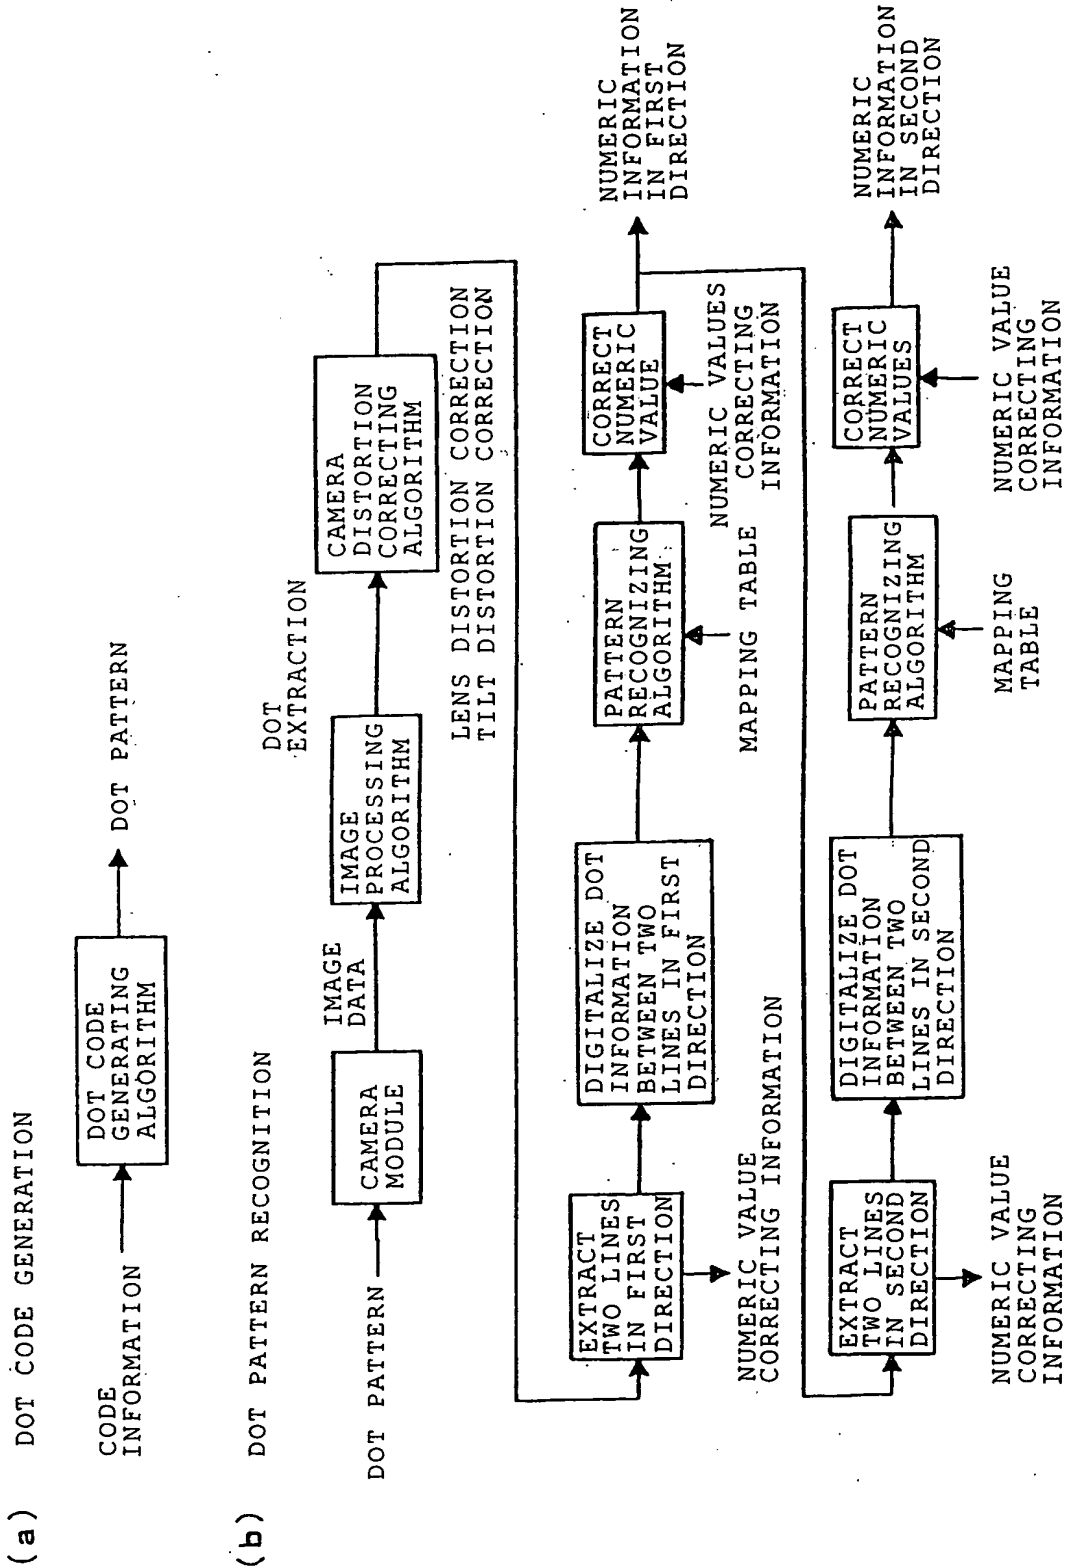 (a) DOT CODE GENERATION
CODE
INFORMATION
DOT CODE
GENERATING
ALGORITHM
DOT PATTERN
(b) DOT PATTERN RECOGNITION
DOT PATTERN
CAMERA
MODULE
IMAGE
DATA
IMAGE
PROCESSING
ALGORITHM
DOT
EXTRACTION
CAMERA
DISTORTION
CORRECTING
ALGORITHM
LENS DISTORTION CORRECTION
TILT DISTORTION CORRECTION
EXTRACT
TWO LINES
IN FIRST
DIRECTION
NUMERIC VALUE
CORRECTING INFORMATION
DIGITALIZE DOT
INFORMATION
BETWEEN TWO
LINES IN FIRST
DIRECTION
PATTERN
RECOGNIZING
ALGORITHM
MAPPING TABLE
CORRECT
NUMERIC
VALUE
NUMERIC VALUES
CORRECTING
INFORMATION
NUMERIC
INFORMATION
IN FIRST
DIRECTION
EXTRACT
TWO LINES
IN SECOND
DIRECTION
NUMERIC VALUE
CORRECTING
INFORMATION
DIGITALIZE DOT
INFORMATION
BETWEEN TWO
LINES IN SECOND
DIRECTION
PATTERN
RECOGNIZING
ALGORITHM
MAPPING
TABLE
CORRECT
NUMERIC
VALUES
NUMERIC VALUE
CORRECTING
INFORMATION
NUMERIC
INFORMATION
IN SECOND
DIRECTION